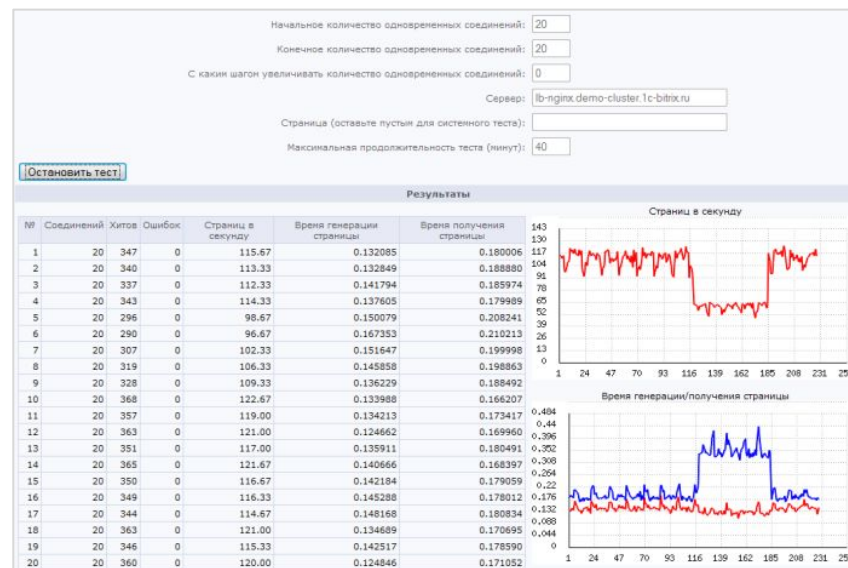 Начальное количество одновременных соединений: 20
Конечное количество одновременных соединений: 20
С каким шагом увеличивать количество одновременных соединений: 0
Сервер: lb-nginx.demo-cluster.1c-bitrix.ru
Страница (оставьте пустым для системного теста):
Максимальная продолжительность теста (минут): 40
Остановить тест
Результаты
№ Соединений Хитов Ошибок Страниц в секунду Время генерации страницы Время получения страницы
1 20 347 0 115.67 0.132085 0.180006
2 20 340 0 113.33 0.132849 0.188880
3 20 337 0 112.33 0.141794 0.185974
4 20 343 0 114.33 0.137605 0.179989
5 20 296 0 98.67 0.150079 0.208241
6 20 290 0 96.67 0.167353 0.210213
7 20 307 0 102.33 0.151647 0.199998
8 20 319 0 106.33 0.145858 0.198863
9 20 328 0 109.33 0.136229 0.188492
10 20 368 0 122.67 0.133988 0.166207
11 20 357 0 119.00 0.134213 0.173417
12 20 363 0 121.00 0.124662 0.169960
13 20 351 0 117.00 0.135911 0.180491
14 20 365 0 121.67 0.140666 0.168397
15 20 350 0 116.67 0.142184 0.179059
16 20 349 0 116.33 0.145288 0.178012
17 20 344 0 114.67 0.148168 0.180834
18 20 363 0 121.00 0.134689 0.170695
19 20 346 0 115.33 0.142517 0.178590
20 20 360 0 120.00 0.124846 0.171052
Страниц в секунду
143
130
117
104
91
78
65
52
39
26
13
0
1 24 47 70 93 116 139 162 185 208 231
Время генерации/получения страницы
0.484
0.44
0.396
0.352
0.308
0.264
0.22
0.176
0.132
0.088
0.044
0
1 24 47 70 93 116 139 162 185 208 231